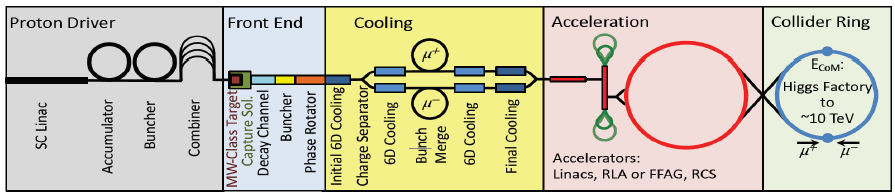 Proton Driver
SC Linac
Accumulator
Buncher
Combiner
Front End
MW-Class Target
Capture Sol.
Decay Channel
Buncher
Phase Rotator
Cooling
Initial 6D Cooling
Charge Separator
6D Cooling
μ+
μ−
Bunch
Merge
6D Cooling
Final Cooling
Acceleration
Accelerators:
Linacs, RLA or FFAG, RCS
Collider Ring
ECoM:
Higgs Factory
to
~10 TeV
μ+ μ−